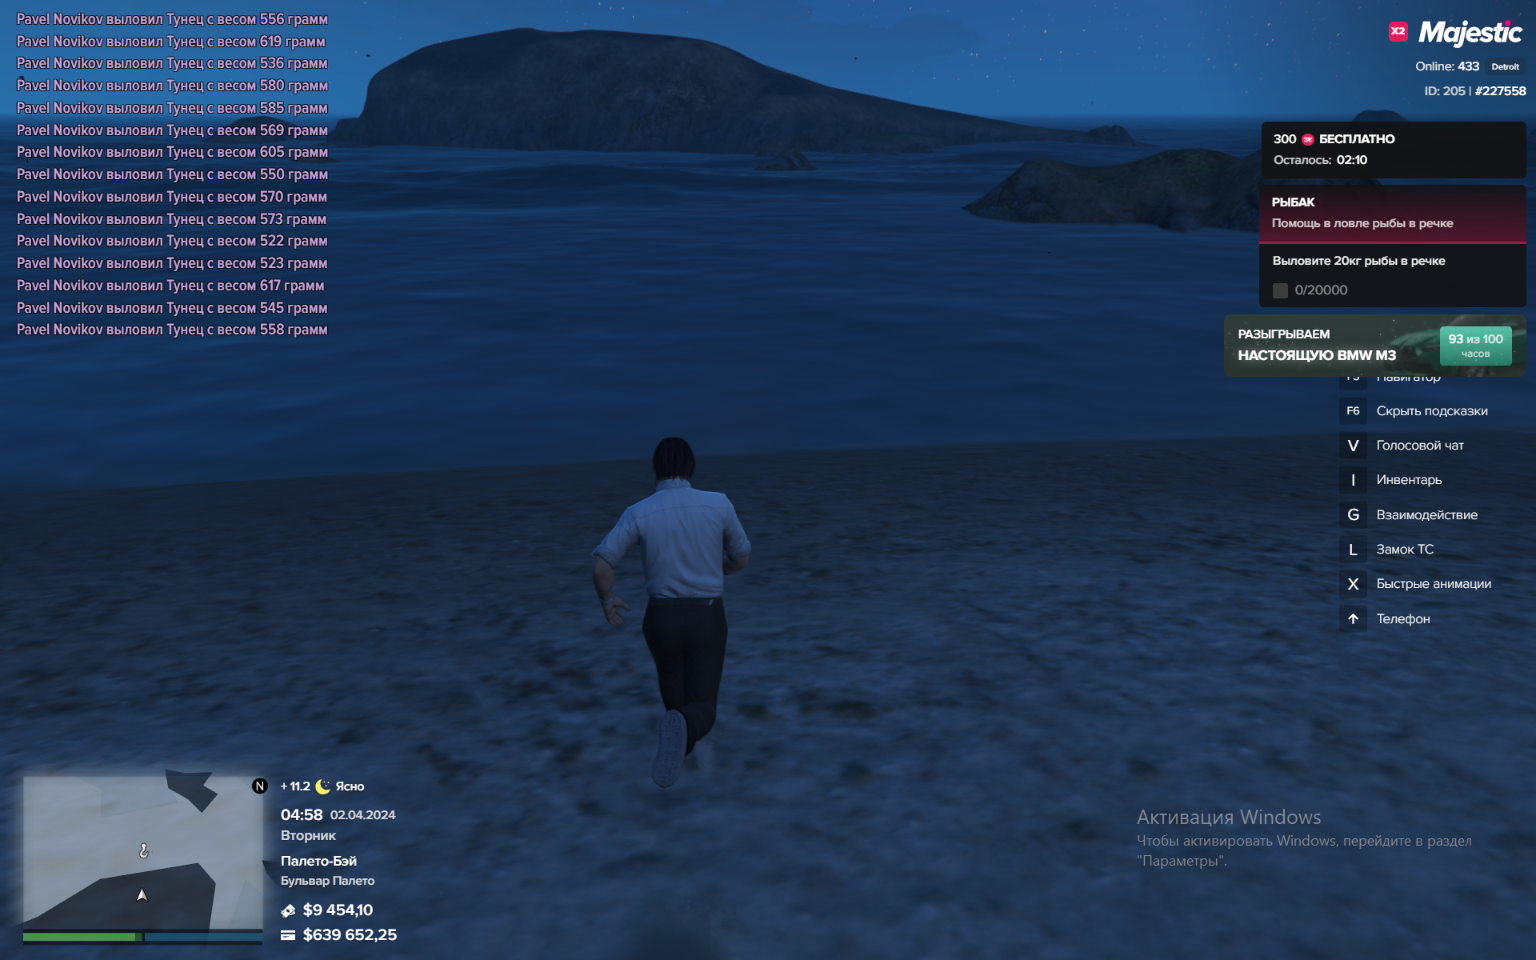 Pavel Novikov выловил Тунец с весом 556 грамм
Pavel Novikov выловил Тунец с весом 619 грамм
Pavel Novikov выловил Тунец с весом 536 грамм
Pavel Novikov выловил Тунец с весом 580 грамм
Pavel Novikov выловил Тунец с весом 585 грамм
Pavel Novikov выловил Тунец с весом 569 грамм
Pavel Novikov выловил Тунец с весом 605 грамм
Pavel Novikov выловил Тунец с весом 550 грамм
Pavel Novikov выловил Тунец с весом 570 грамм
Pavel Novikov выловил Тунец с весом 573 грамм
Pavel Novikov выловил Тунец с весом 522 грамм
Pavel Novikov выловил Тунец с весом 523 грамм
Pavel Novikov выловил Тунец с весом 617 грамм
Pavel Novikov выловил Тунец с весом 545 грамм
Pavel Novikov выловил Тунец с весом 558 грамм
X2 Majestic
Online: 433 Detroit
ID: 205 | #227558
300 БЕСПЛАТНО
Осталось: 02:10
РЫБАК
Помощь в ловле рыбы в речке
Выловите 20кг рыбы в речке
0/20000
РАЗЫГРЫВАЕМ
НАСТОЯЩУЮ BMW M3
93 из 100
часов
Навигатор
F6 Скрыть подсказки
V Голосовой чат
I Инвентарь
G Взаимодействие
L Замок ТС
X Быстрые анимации
↑ Телефон
N
+ 11.2 Ясно
04:58 02.04.2024
Вторник
Палето-Бэй
Бульвар Палето
$9 454,10
$639 652,25
Активация Windows
Чтобы активировать Windows, перейдите в раздел
"Параметры".